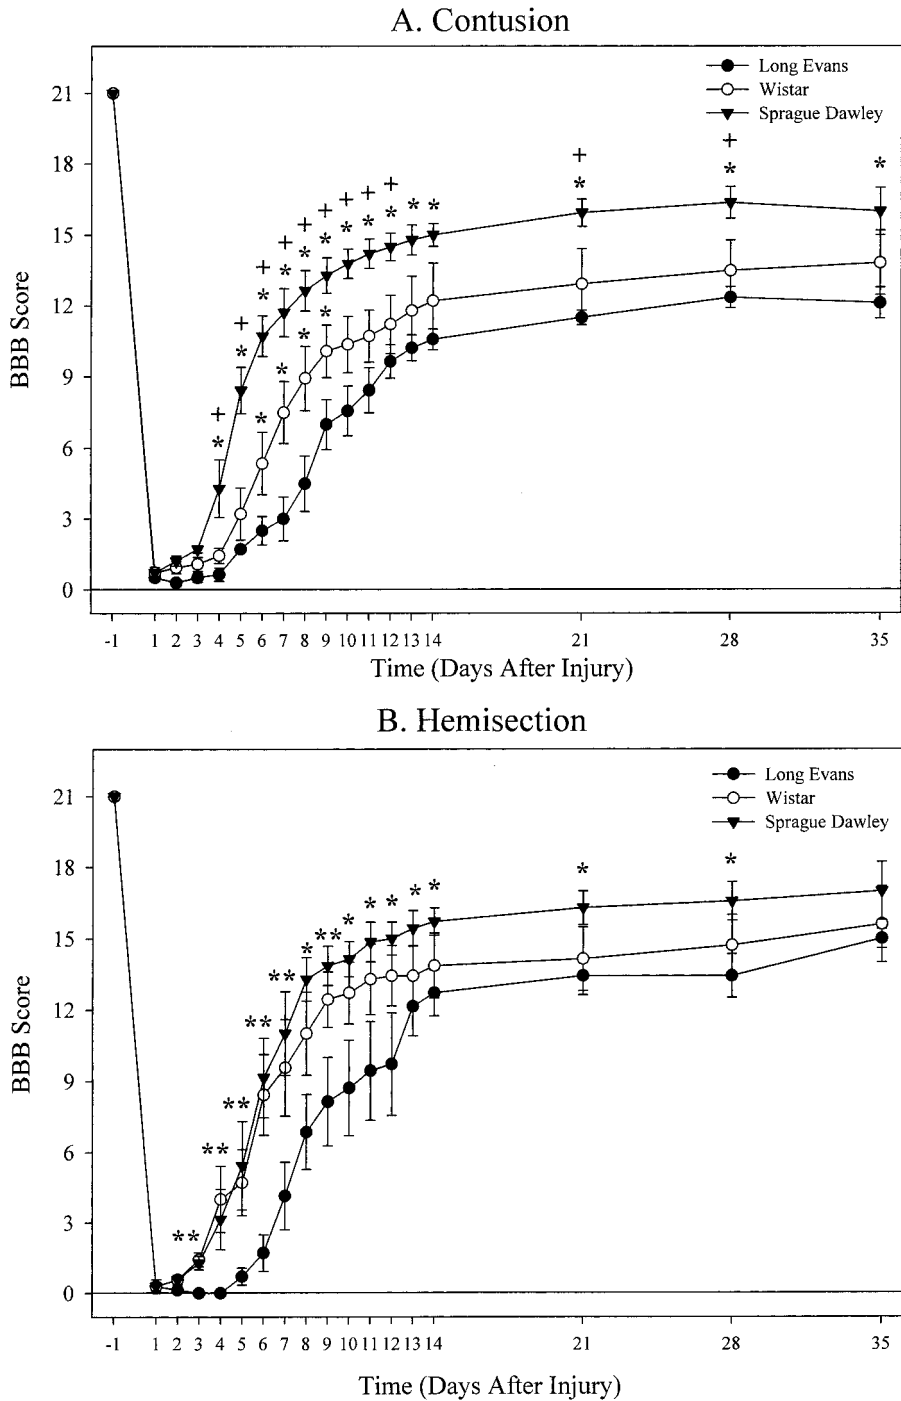 A. Contusion
Long Evans
Wistar
Sprague Dawley
21
18
15
12
9
6
3
0
BBB Score
+ + + + + + + + + + +
* * * * * * * * * * * * * *
* * * *
-1 1 2 3 4 5 6 7 8 9 10 11 12 13 14 21 28 35
Time (Days After Injury)
B. Hemisection
Long Evans
Wistar
Sprague Dawley
21
18
15
12
9
6
3
0
BBB Score
** ** ** ** ** * ** * * * * * * *
-1 1 2 3 4 5 6 7 8 9 10 11 12 13 14 21 28 35
Time (Days After Injury)